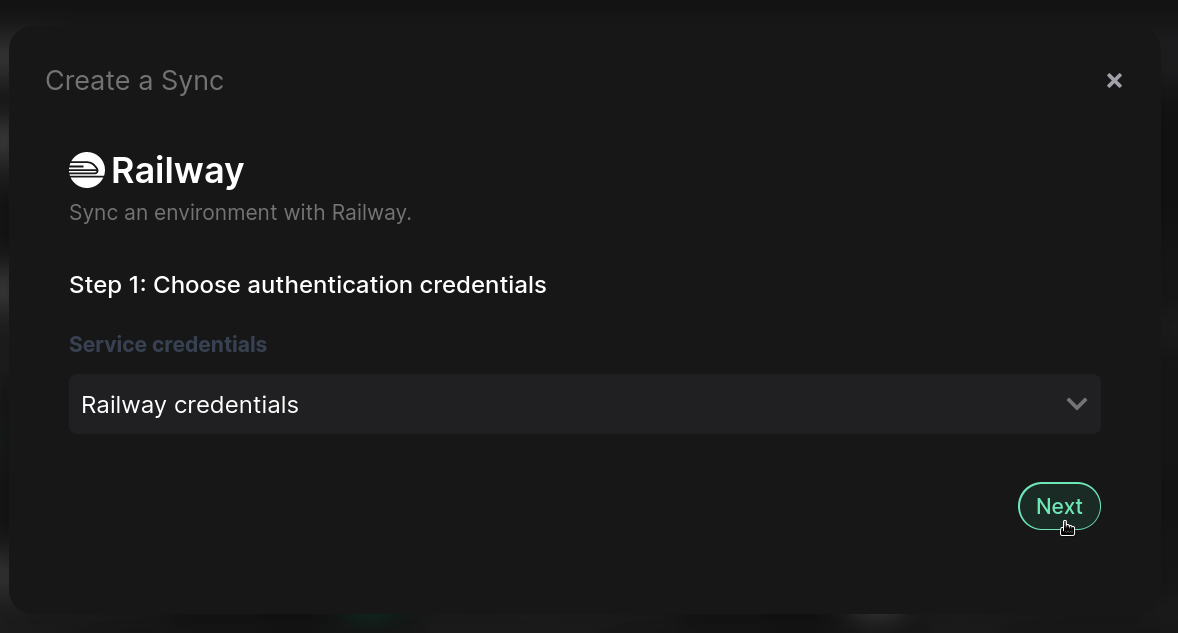 Create a Sync
Railway
Sync an environment with Railway.
Step 1: Choose authentication credentials
Service credentials
Railway credentials
Next